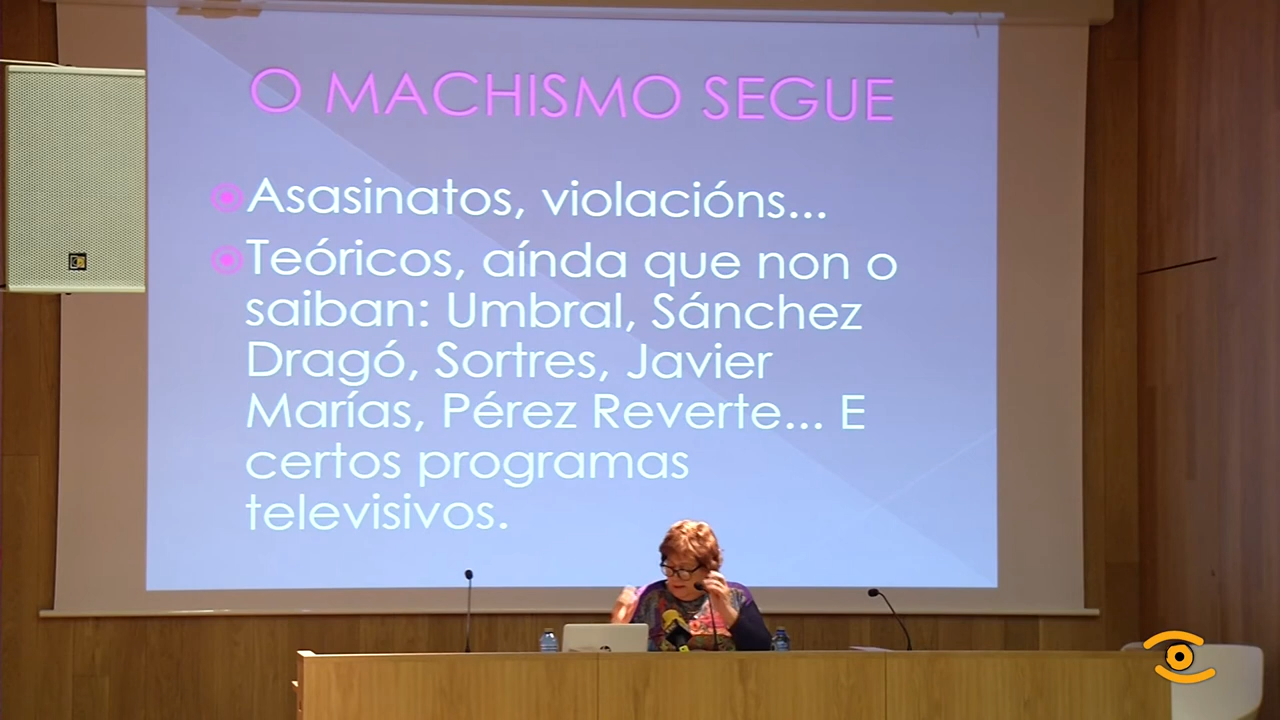 O MACHISMO SEGUE
Asasinatos, violacións...
Teóricos, aínda que non o
saiban: Umbral, Sánchez
Dragó, Sortres, Javier
Marías, Pérez Reverte... E
certos programas
televisivos.